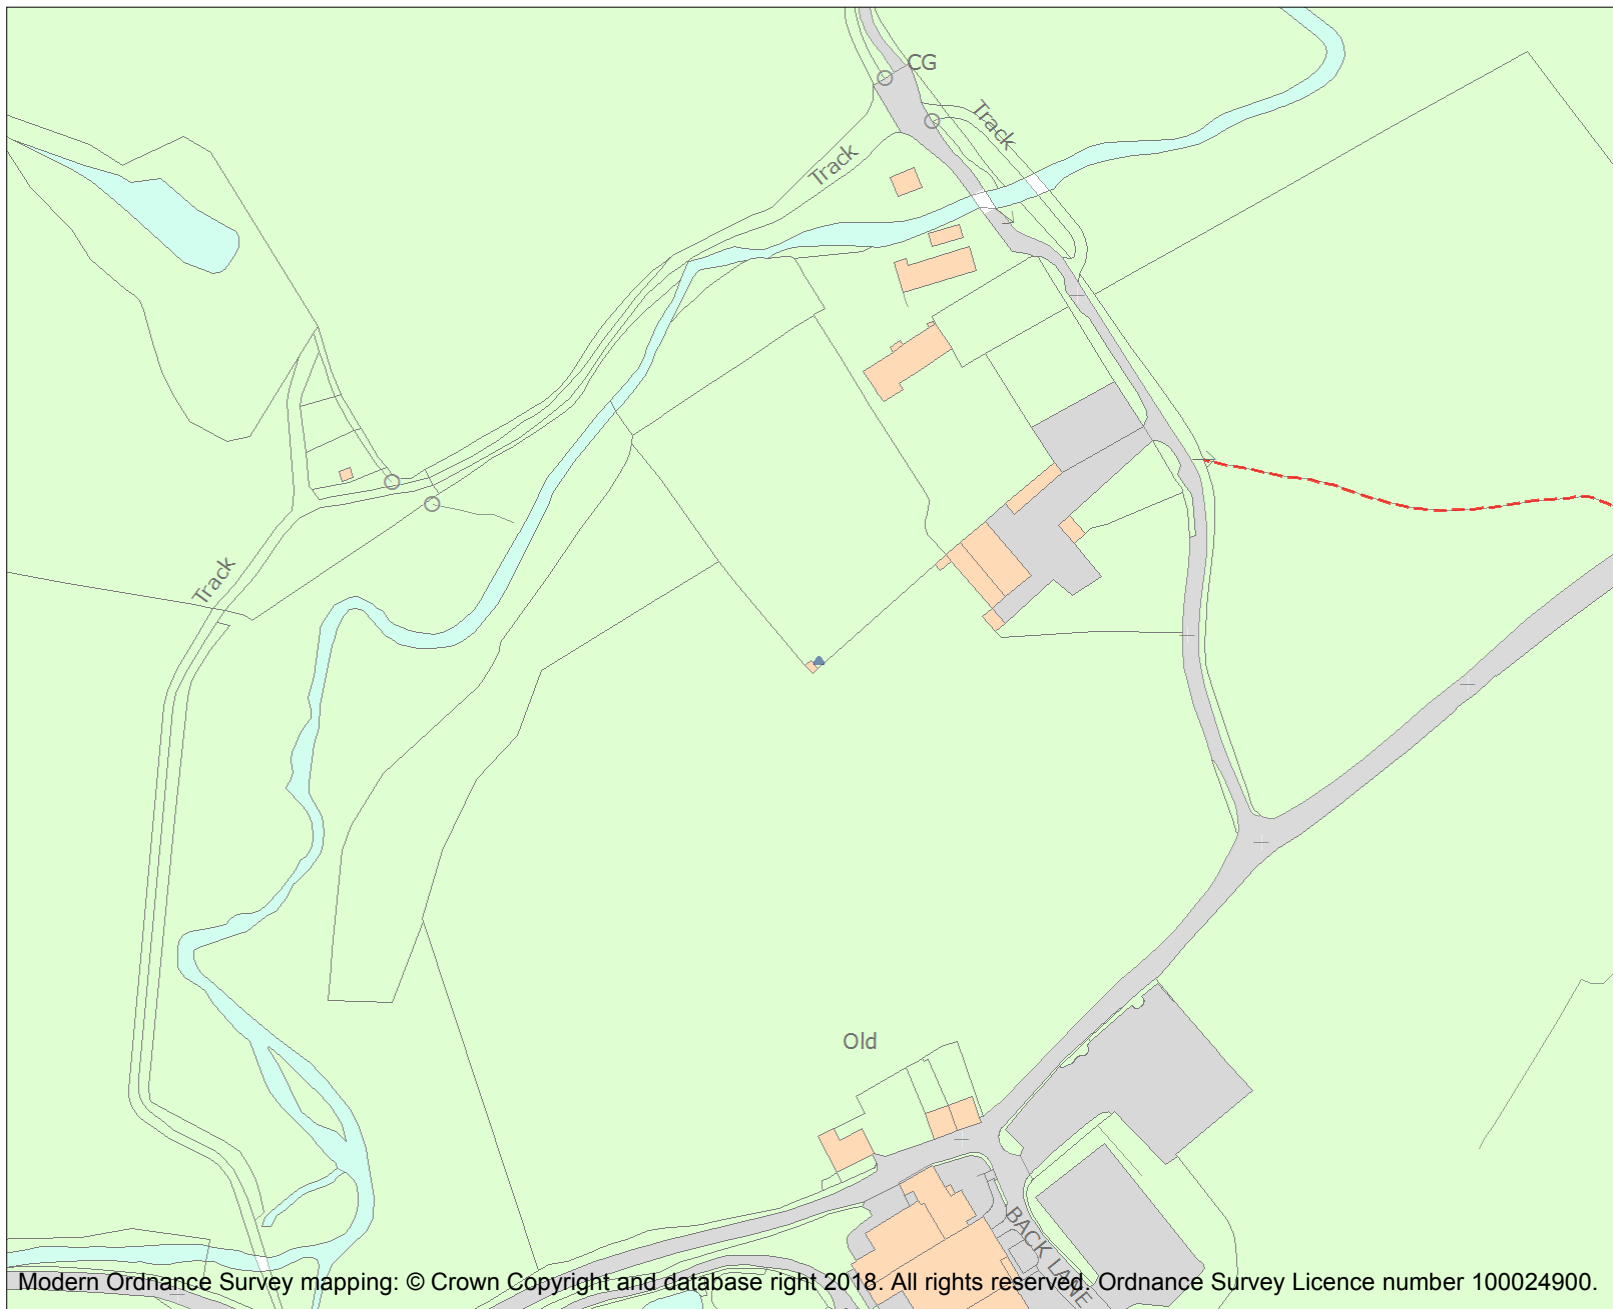 CG
Track
Track
Track
Old
BACK LANE
Modern Ordnance Survey mapping: © Crown Copyright and database right 2018. All rights reserved. Ordnance Survey Licence number 100024900.